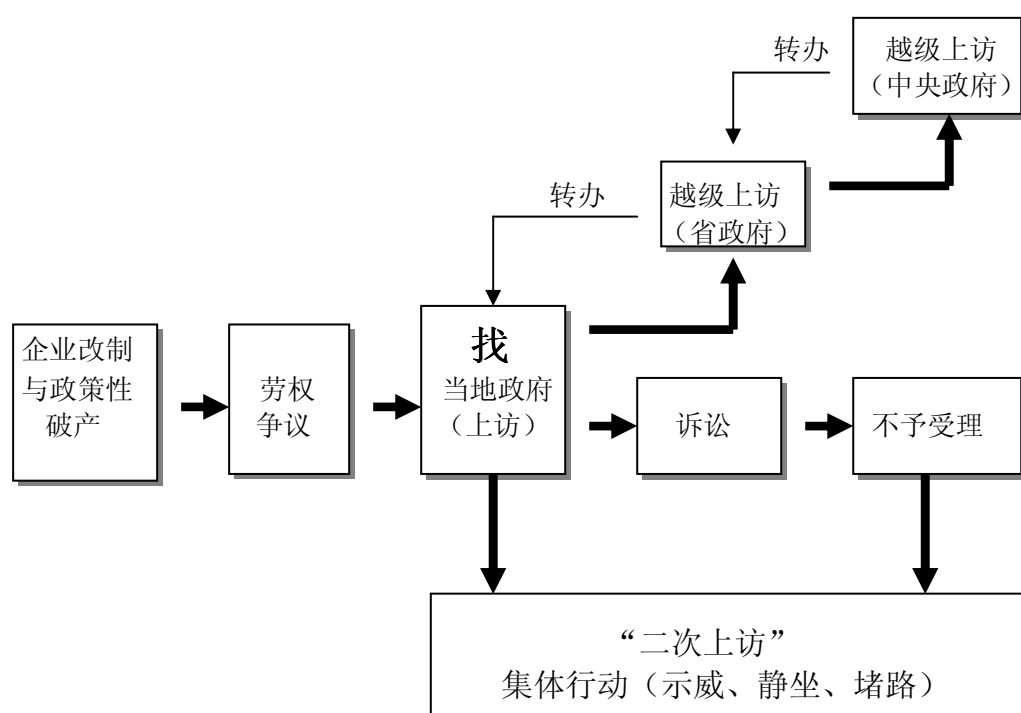 转办
越级上访
（中央政府）
转办
越级上访
（省政府）
企业改制
与政策性
破产
劳权
争议
找
当地政府
（上访）
诉讼
不予受理
“二次上访”
集体行动（示威、静坐、堵路）